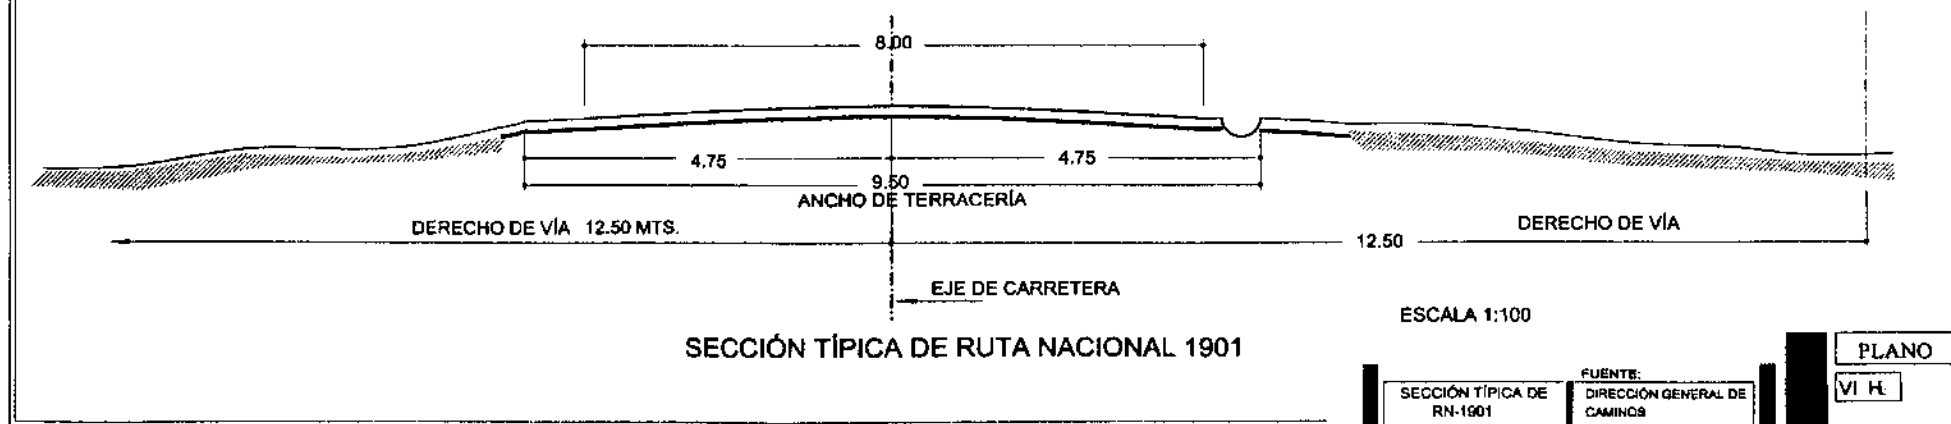 8.00
4.75
4.75
9.50
ANCHO DE TERRACERÍA
DERECHO DE VÍA 12.50 MTS.
DERECHO DE VÍA
12.50
EJE DE CARRETERA
ESCALA 1:100
SECCIÓN TÍPICA DE RUTA NACIONAL 1901
SECCIÓN TÍPICA DE
RN-1901
FUENTE:
DIRECCIÓN GENERAL DE
CAMINOS
PLANO
VI H